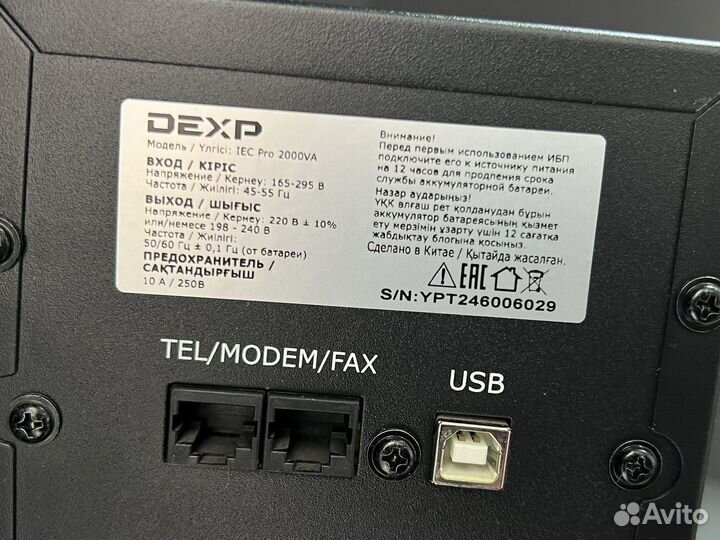 DEXP
Модель / Үлгісі: IEC Pro 2000VA
ВХОД / КІРІС
Напряжение / Кернеу: 165-295 В
Частота / Жиілігі: 45-55 Гц
ВЫХОД / ШЫҒЫС
Напряжение / Кернеу: 220 В ± 10%
или/немесе 198 - 240 В
Частота / Жиілігі:
50/60 Гц ± 0,1 Гц (от батареи)
ПРЕДОХРАНИТЕЛЬ /
САҚТАНДЫРҒЫШ
10 А / 250В
Внимание!
Перед первым использованием ИБП
подключите его к источнику питания
на 12 часов для продления срока
службы аккумуляторной батареи.
Назар аударыңыз!
ҮҚК алғаш рет қолданудан бұрын
аккумулятор батареясының қызмет
ету мерзімін ұзарту үшін 12 сағатқа
жабдықтау блогына қосыңыз.
Сделано в Китае / Қытайда жасалған.
EAC
S/N:YPT246006029
TEL/MODEM/FAX
USB
Avito